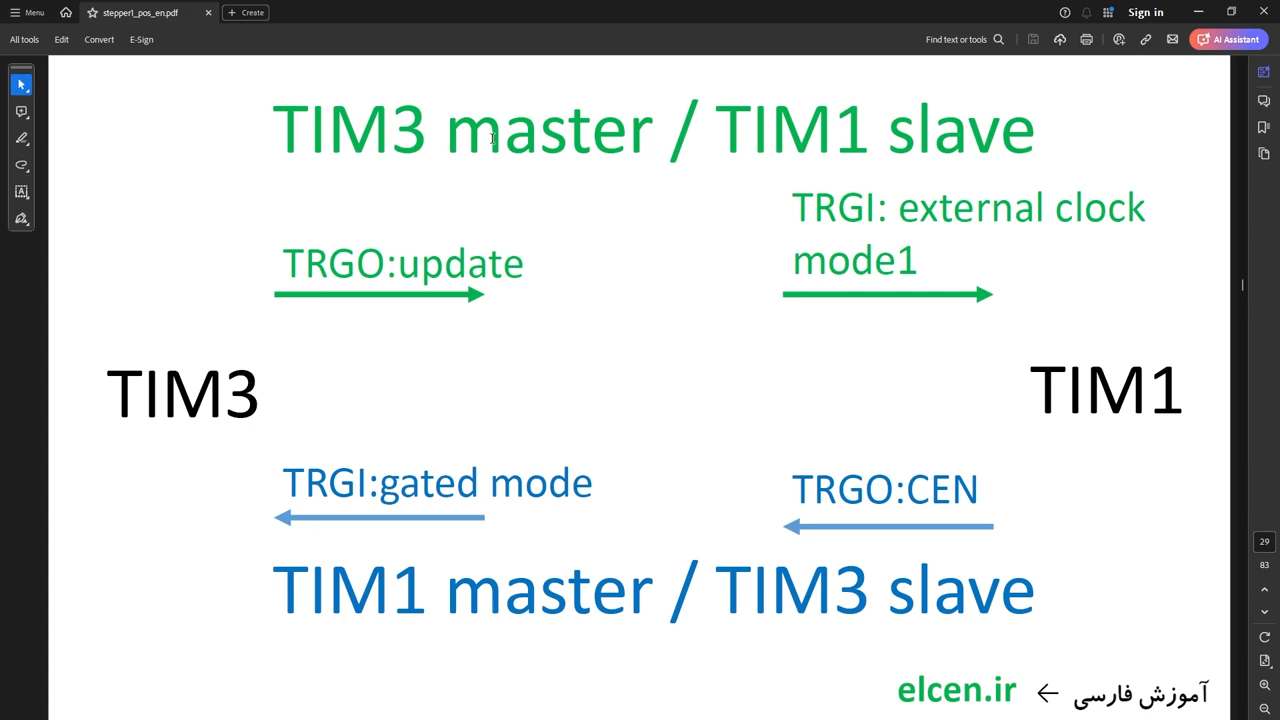 Menu
stepper1_pos_en.pdf
Create
Sign in
All tools
Edit
Convert
E-Sign
Find text or tools
AI Assistant
TIM3 master / TIM1 slave
TRGI: external clock
mode1
TRGO:update
TIM3
TIM1
TRGI:gated mode
TRGO:CEN
TIM1 master / TIM3 slave
29
83
elcen.ir ← آموزش فارسی